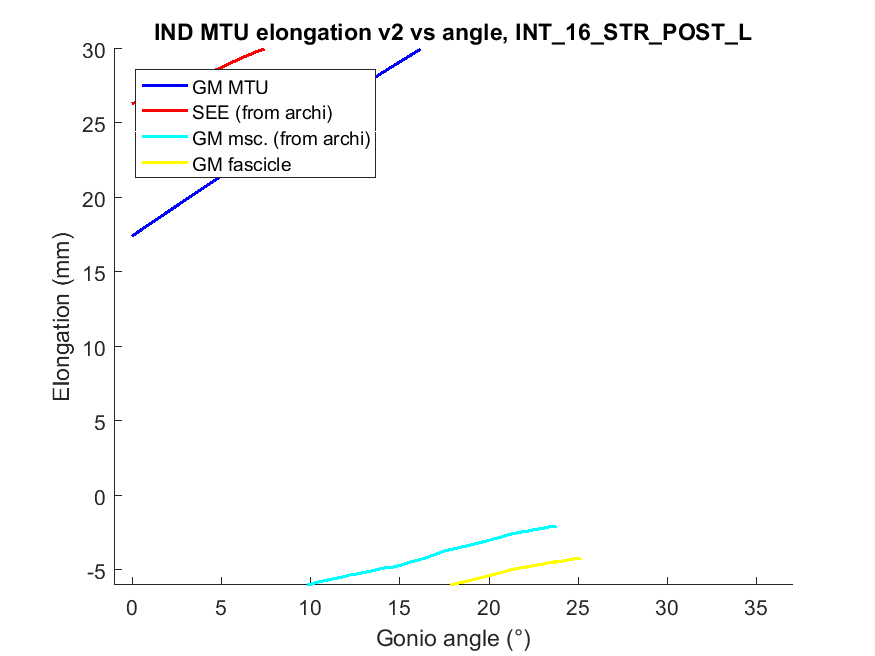 IND MTU elongation v2 vs angle, INT_16_STR_POST_L
30
25
20
15
10
5
0
-5
Elongation (mm)
GM MTU
SEE (from archi)
GM msc. (from archi)
GM fascicle
0 5 10 15 20 25 30 35
Gonio angle (°)